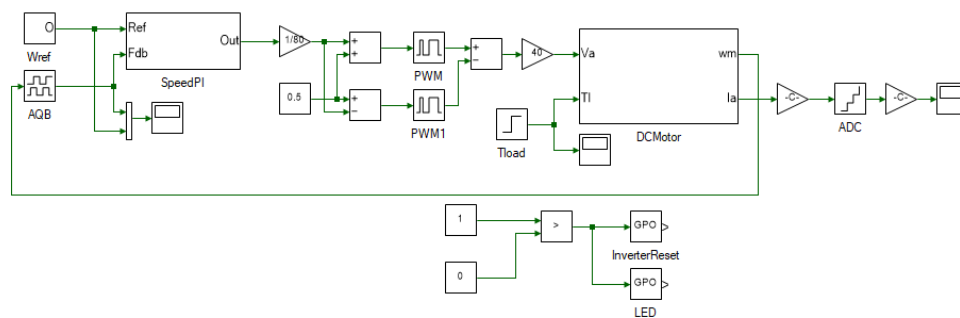 O
Wref
AQB
Ref
Fdb
Out
SpeedPI
1/80
0.5
+
+
+
−
PWM
PWM1
+
−
40
Va
Tl
wm
Ia
DCMotor
Tload
-C-
ADC
-C-
1
0
>
GPO
InverterReset
GPO
LED